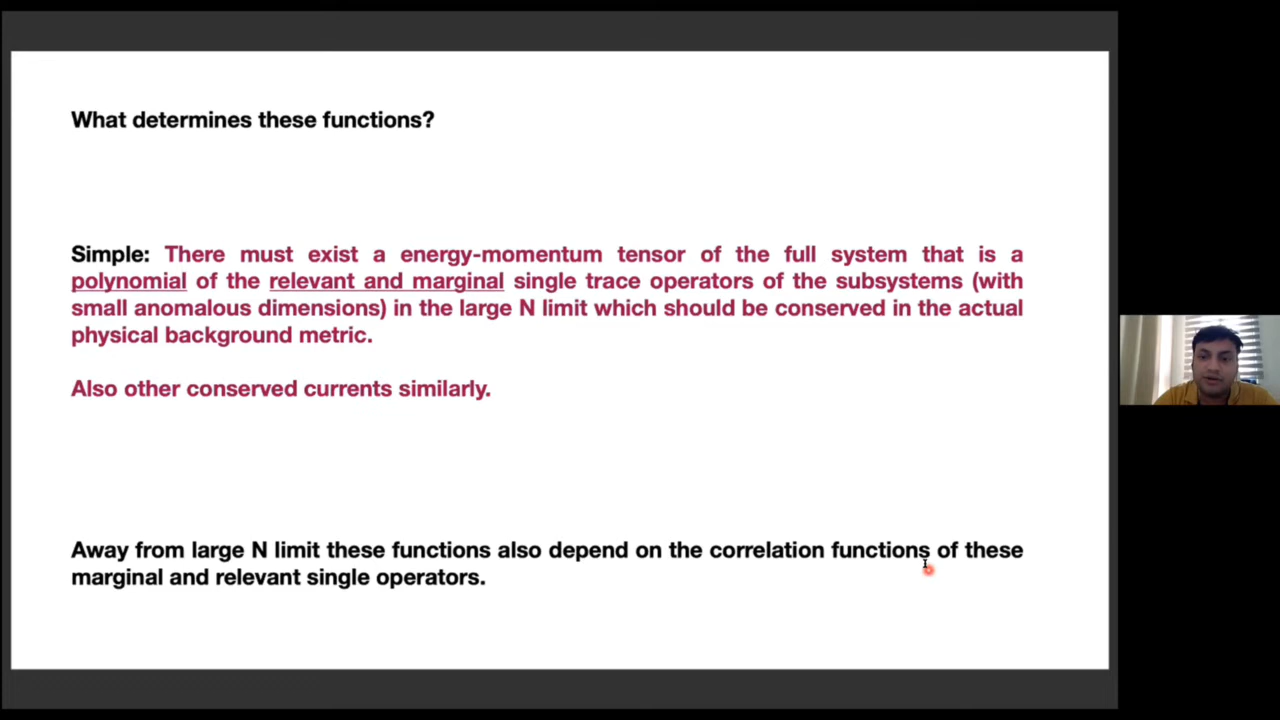 What determines these functions?
Simple: There must exist a energy-momentum tensor of the full system that is a
polynomial of the relevant and marginal single trace operators of the subsystems (with
small anomalous dimensions) in the large N limit which should be conserved in the actual
physical background metric.
Also other conserved currents similarly.
Away from large N limit these functions also depend on the correlation functions of these
marginal and relevant single operators.